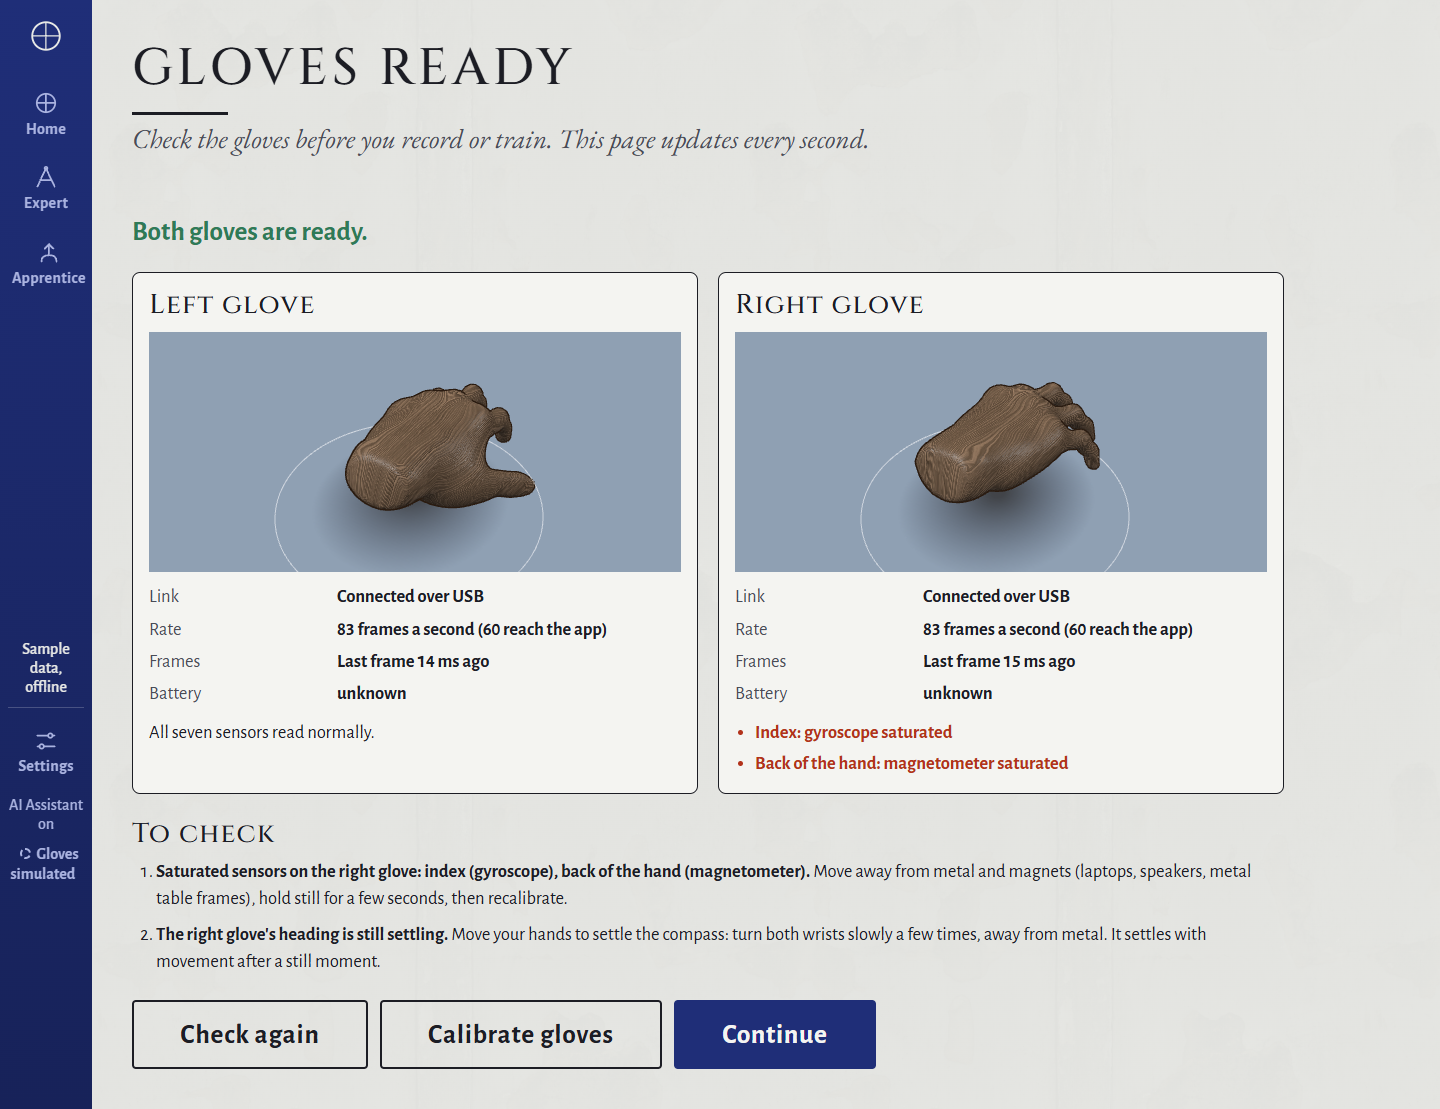 GLOVES READY
Check the gloves before you record or train. This page updates every second.
Home
Expert
Apprentice
Sample
data,
offline
Settings
AI Assistant
on
Gloves
simulated
Both gloves are ready.
LEFT GLOVE
Link Connected over USB
Rate 83 frames a second (60 reach the app)
Frames Last frame 14 ms ago
Battery unknown
All seven sensors read normally.
RIGHT GLOVE
Link Connected over USB
Rate 83 frames a second (60 reach the app)
Frames Last frame 15 ms ago
Battery unknown
• Index: gyroscope saturated
• Back of the hand: magnetometer saturated
TO CHECK
1. Saturated sensors on the right glove: index (gyroscope), back of the hand (magnetometer). Move away from metal and magnets (laptops, speakers, metal
table frames), hold still for a few seconds, then recalibrate.
2. The right glove's heading is still settling. Move your hands to settle the compass: turn both wrists slowly a few times, away from metal. It settles with
movement after a still moment.
Check again
Calibrate gloves
Continue